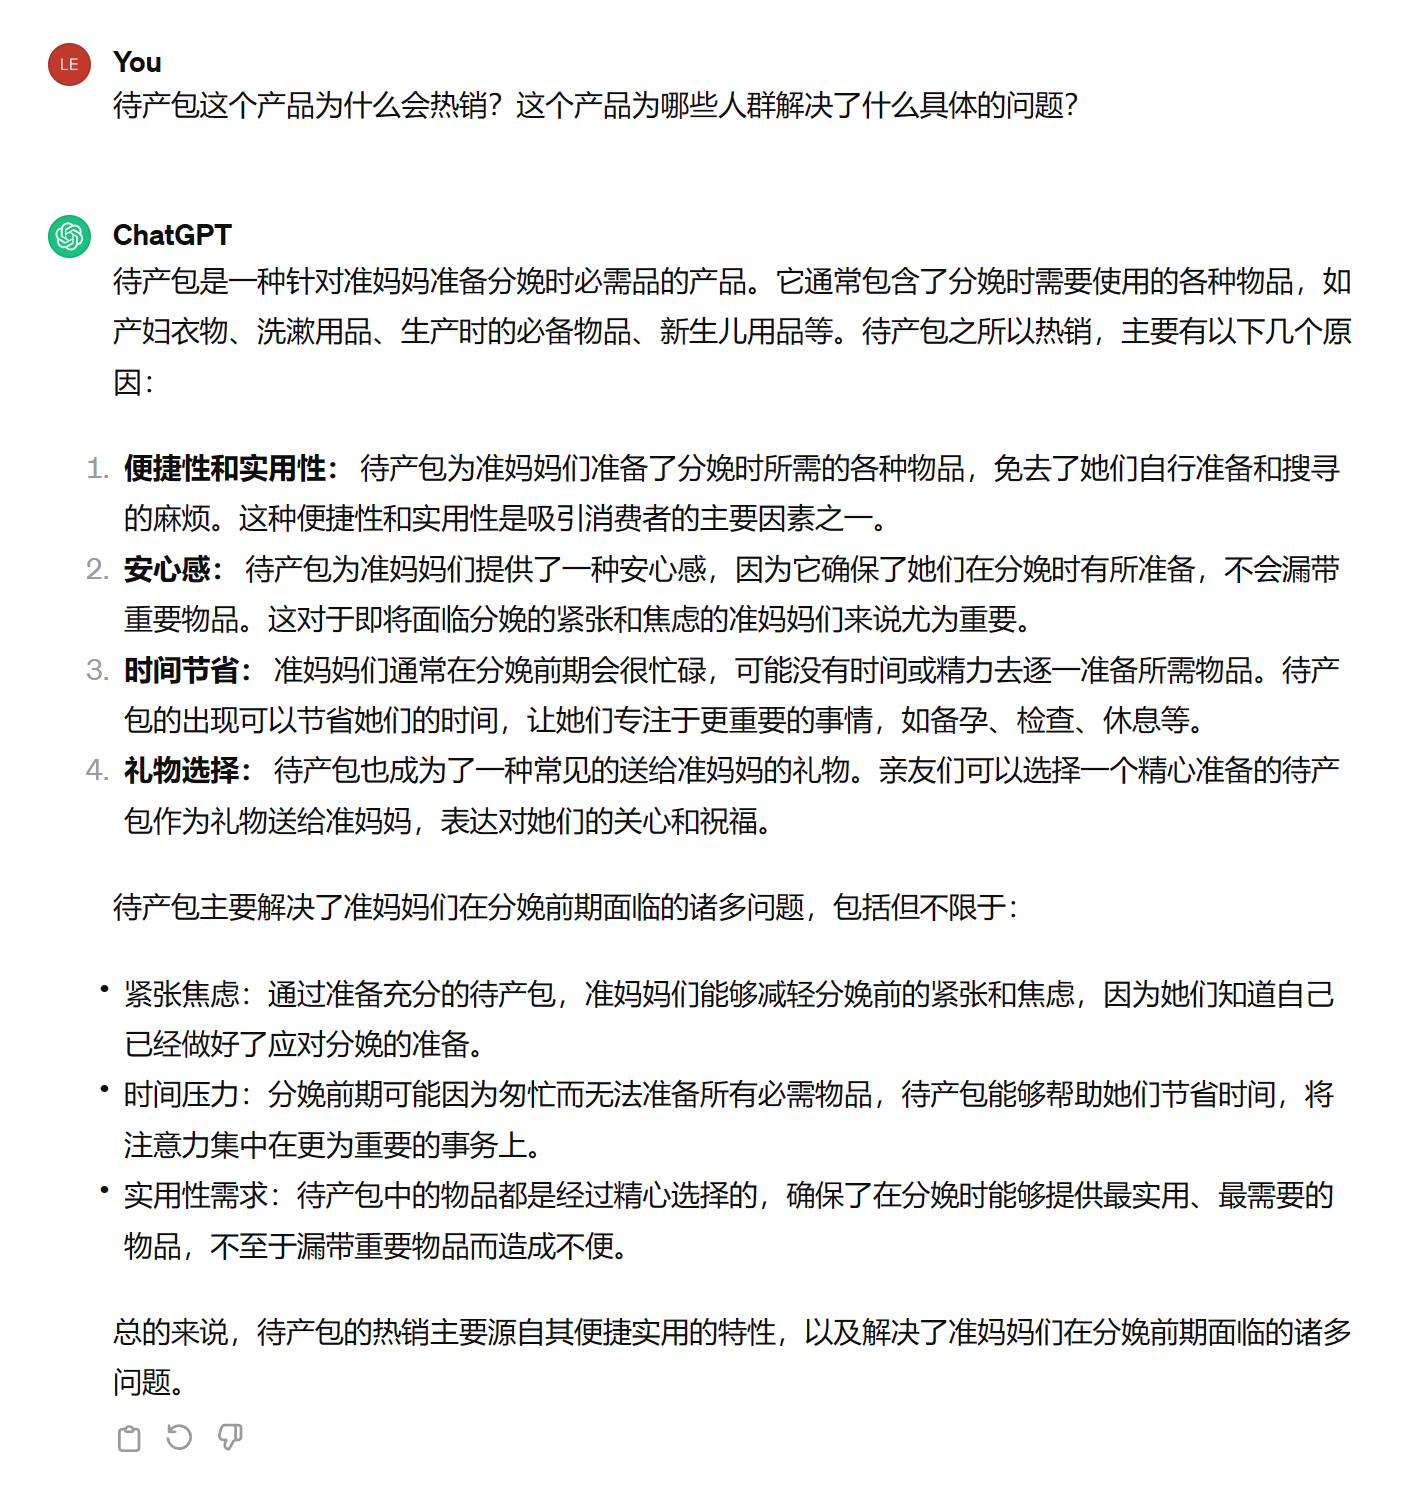 LE
You
待产包这个产品为什么会热销？这个产品为哪些人群解决了什么具体的问题？
ChatGPT
待产包是一种针对准妈妈准备分娩时必需品的产品。它通常包含了分娩时需要使用的各种物品，如
产妇衣物、洗漱用品、生产时的必备物品、新生儿用品等。待产包之所以热销，主要有以下几个原
因：
1. 便捷性和实用性： 待产包为准妈妈们准备了分娩时所需的各种物品，免去了她们自行准备和搜寻
的麻烦。这种便捷性和实用性是吸引消费者的主要因素之一。
2. 安心感： 待产包为准妈妈们提供了一种安心感，因为它确保了她们在分娩时有所准备，不会漏带
重要物品。这对于即将面临分娩的紧张和焦虑的准妈妈们来说尤为重要。
3. 时间节省： 准妈妈们通常在分娩前期会很忙碌，可能没有时间或精力去逐一准备所需物品。待产
包的出现可以节省她们的时间，让她们专注于更重要的事情，如备孕、检查、休息等。
4. 礼物选择： 待产包也成为了一种常见的送给准妈妈的礼物。亲友们可以选择一个精心准备的待产
包作为礼物送给准妈妈，表达对她们的关心和祝福。
待产包主要解决了准妈妈们在分娩前期面临的诸多问题，包括但不限于：
• 紧张焦虑：通过准备充分的待产包，准妈妈们能够减轻分娩前的紧张和焦虑，因为她们知道自己
已经做好了应对分娩的准备。
• 时间压力：分娩前期可能因为匆忙而无法准备所有必需物品，待产包能够帮助她们节省时间，将
注意力集中在更为重要的事务上。
• 实用性需求：待产包中的物品都是经过精心选择的，确保了在分娩时能够提供最实用、最需要的
物品，不至于漏带重要物品而造成不便。
总的来说，待产包的热销主要源自其便捷实用的特性，以及解决了准妈妈们在分娩前期面临的诸多
问题。